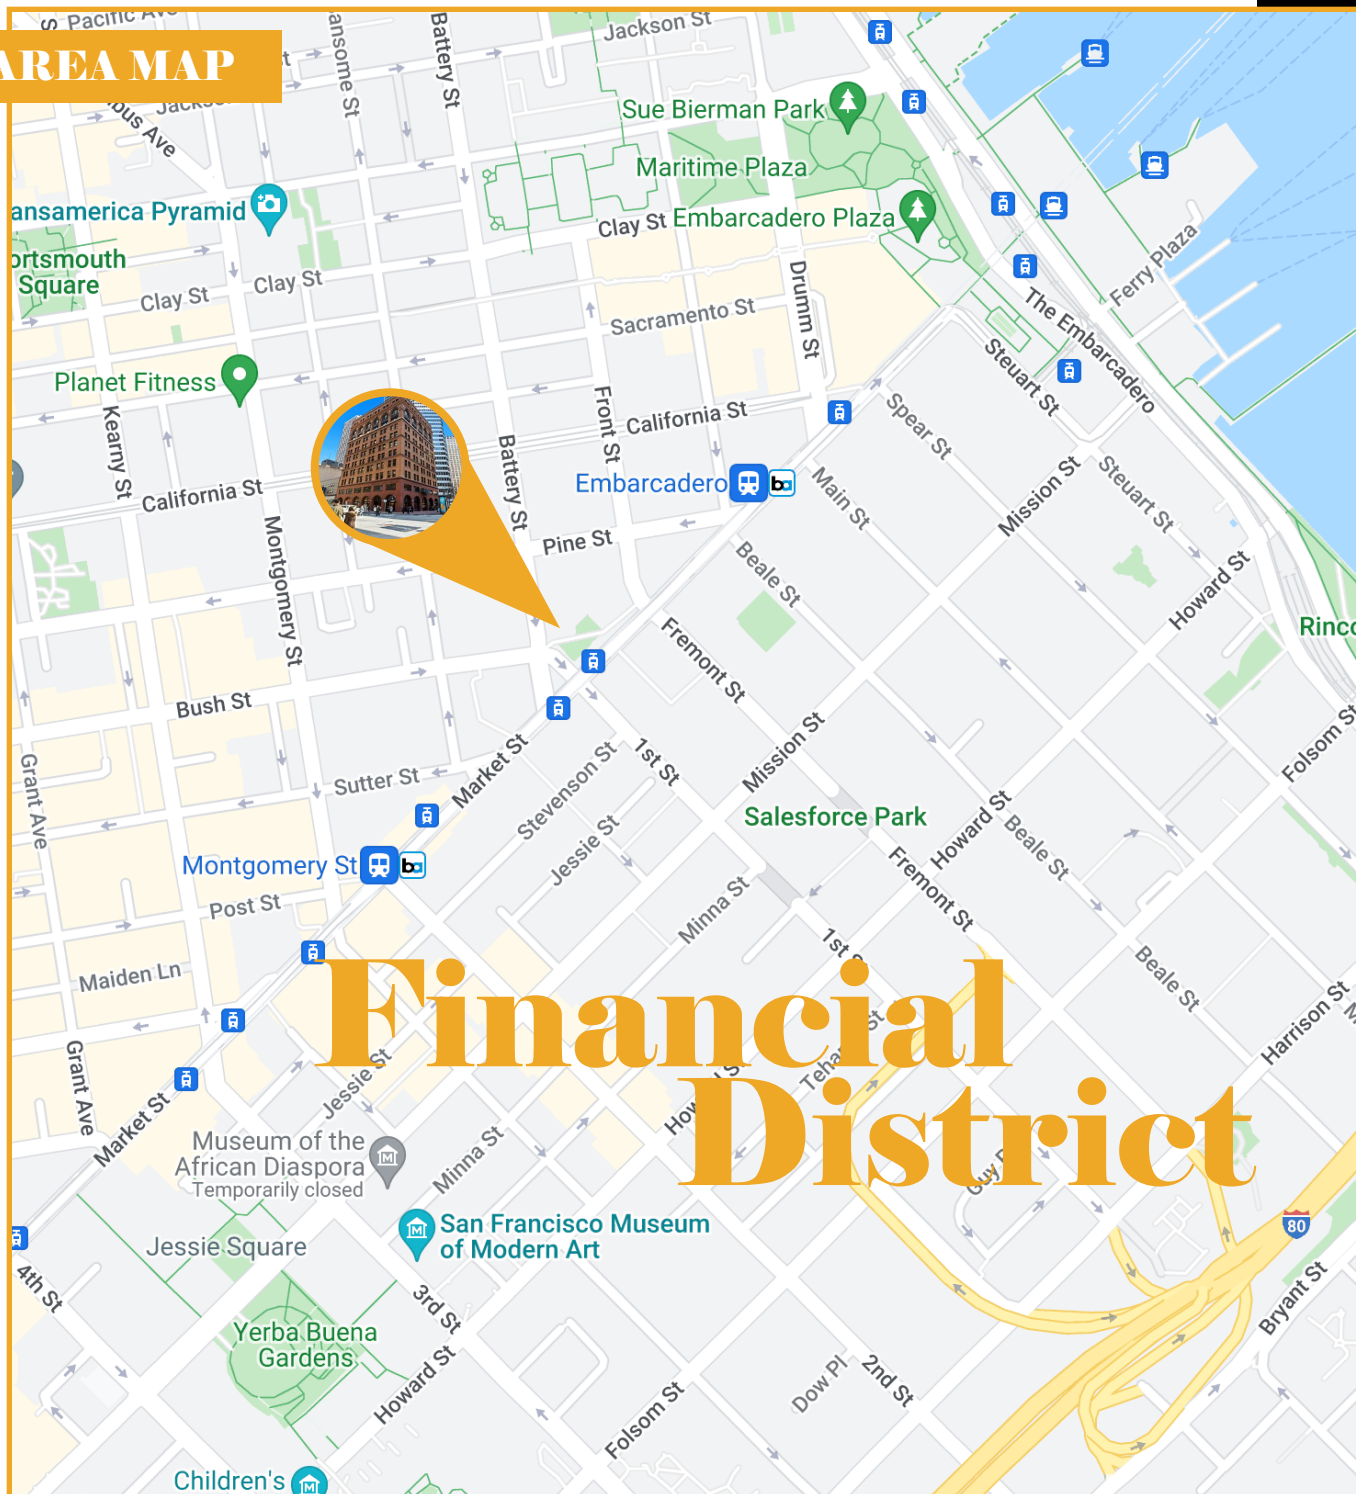 Pacific Ave
Jackson St
AREA MAP
Battery St
Sue Bierman Park
Maritime Plaza
ansamerica Pyramid
Clay St
Embarcadero Plaza
ortsmouth
Square
Clay St
Clay St
Drumm St
Ferry Plaza
Sacramento St
The Embarcadero
Steuart St
Planet Fitness
Kearny St
Front St
California St
Spear St
Battery St
Embarcadero
California St
Main St
Mission St
Steuart St
Montgomery St
Pine St
Beale St
Howard St
Fremont St
Rinco
Bush St
Folsom St
Grant Ave
Sutter St
Market St
Stevenson St
1st St
Mission St
Jessie St
Salesforce Park
Howard St
Beale St
Montgomery St
Fremont St
Post St
Minna St
1st S
Maiden Ln
Beale St
Financial
District
Harrison St
Grant Ave
Jessie St
Market St
Museum of the
African Diaspora
Temporarily closed
Minna St
San Francisco Museum
of Modern Art
Jessie Square
80
4th St
3rd St
Bryant St
Yerba Buena
Gardens
Howard St
Dow Pl
2nd St
Folsom St
Children's